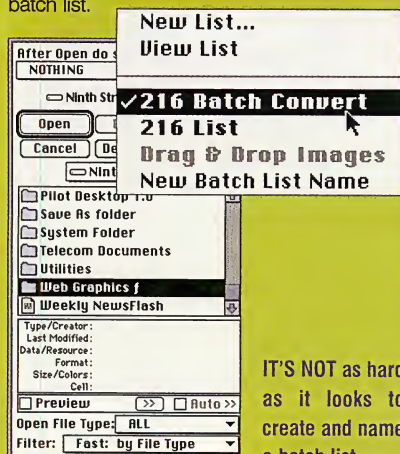 batch list.
New List...
View List
✓216 Batch Convert
216 List
Drag & Drop Images
New Batch List Name
After Open do
NOTHING
Ninth Str
Open
Cancel
Nint
Pilot Desktop 1.0
Save As folder
System Folder
Telecom Documents
Utilities
Web Graphics ƒ
Weekly NewsFlash
Type/Creator:
Last Modified:
Data/Resource:
Format:
Size/Colors:
Cell:
Preview >> Auto >>
Open File Type: ALL
Filter: Fast: by File Type
IT'S NOT as hard
as it looks to
create and name
a batch list.